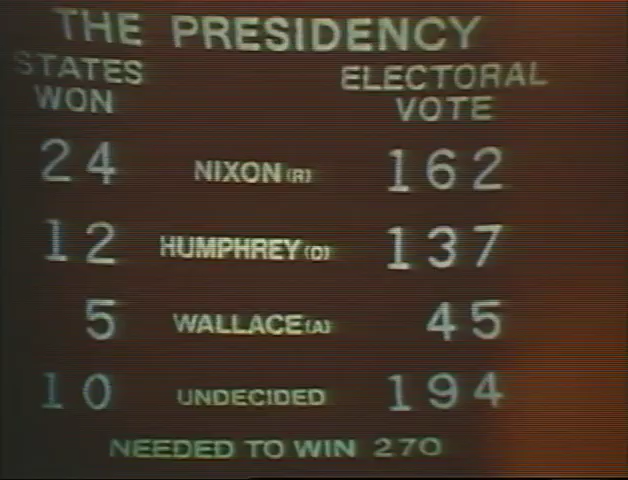 THE PRESIDENCY
STATES WON
ELECTORAL VOTE
24 NIXON (R) 162
12 HUMPHREY (D) 137
5 WALLACE (A) 45
10 UNDECIDED 194
NEEDED TO WIN 270